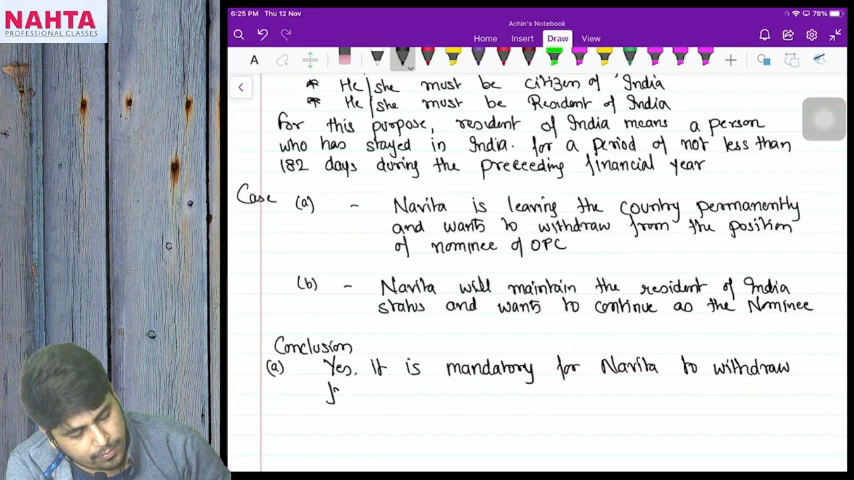 NAHTA
PROFESSIONAL CLASSES
6:25 PM Thu 12 Nov
79%
Achin's Notebook
Home Insert Draw View
A
* He/she must be citizen of India
* He/she must be Resident of India
For this purpose, resident of India means a person
who has stayed in India. for a period of not less than
182 days during the preceeding financial year
Case (a) - Navita is leaving the country permanently
and wants to withdraw from the position
of nominee of OPC
(b) - Navita will maintain the resident of India
status and wants to continue as the Nominee
Conclusion
(a) Yes. It is mandatory for Navita to withdraw